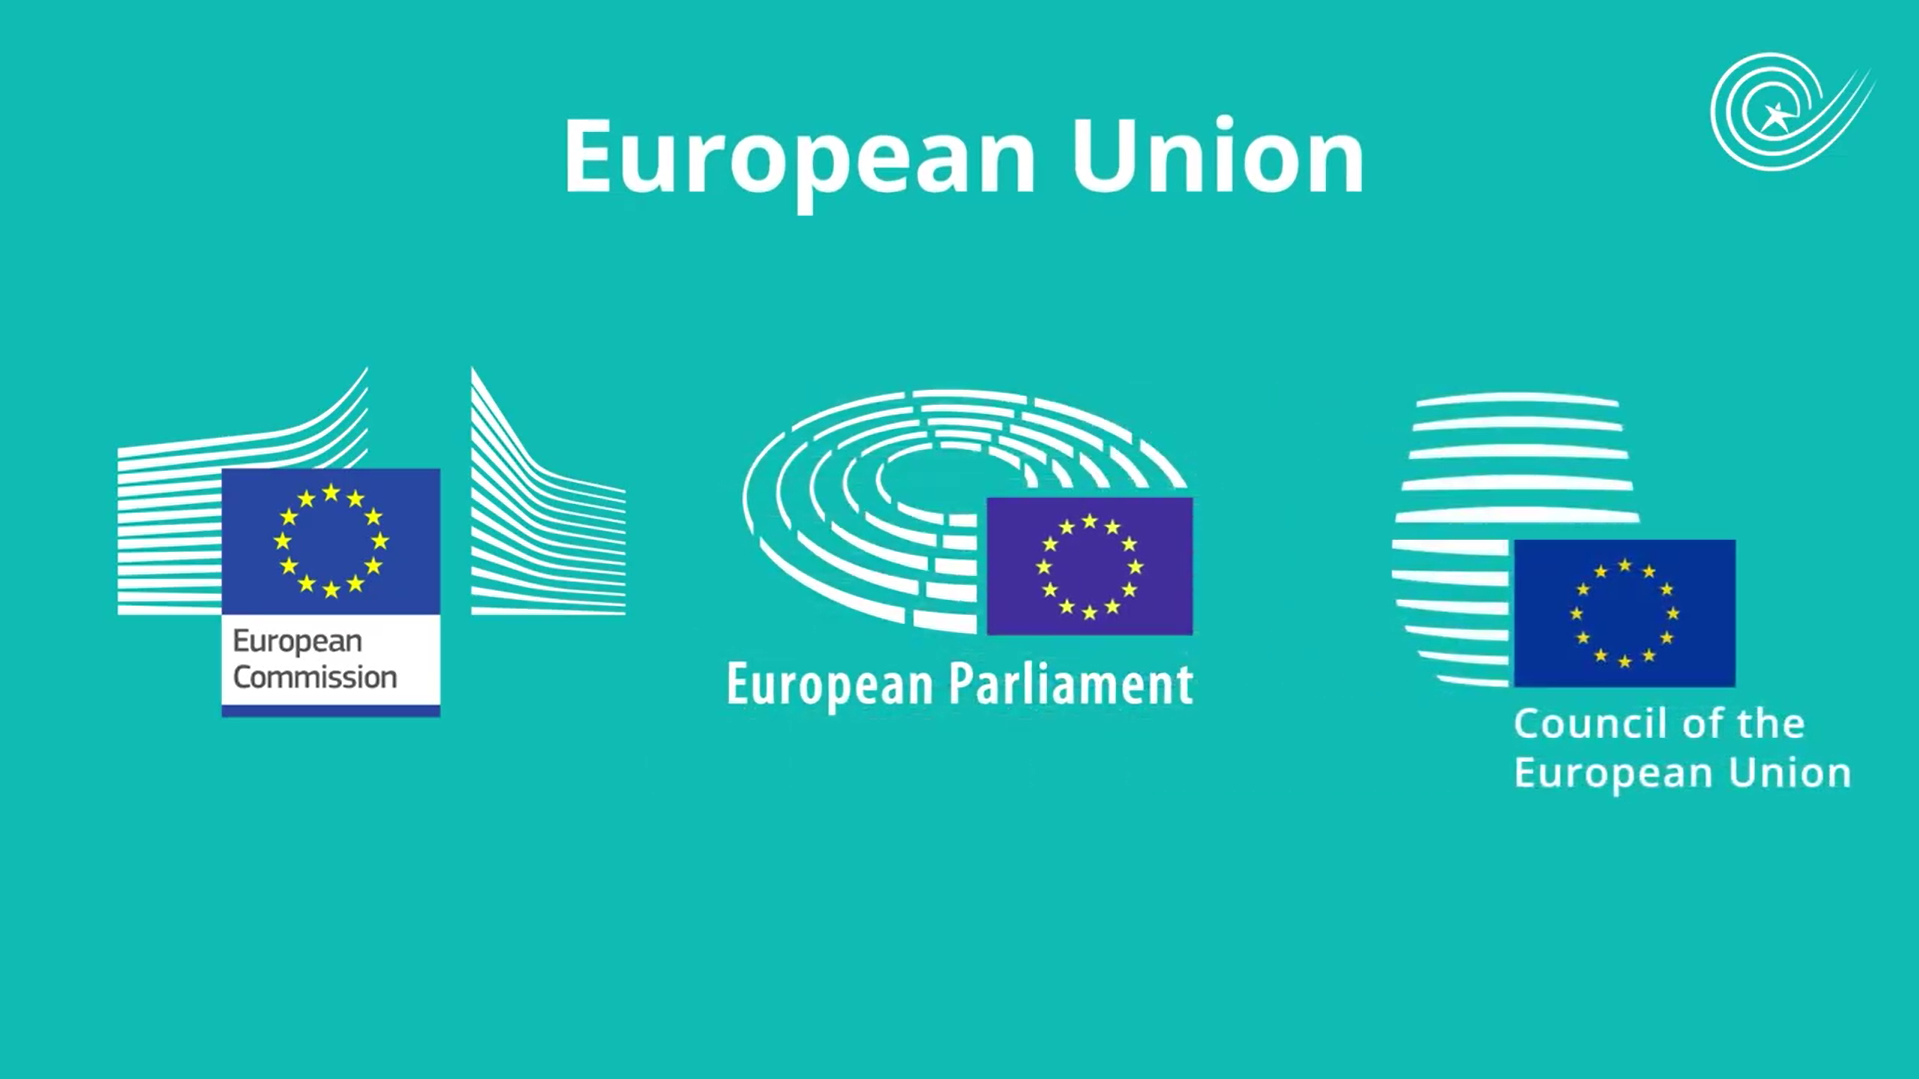 European Union
European
Commission
European Parliament
Council of the
European Union